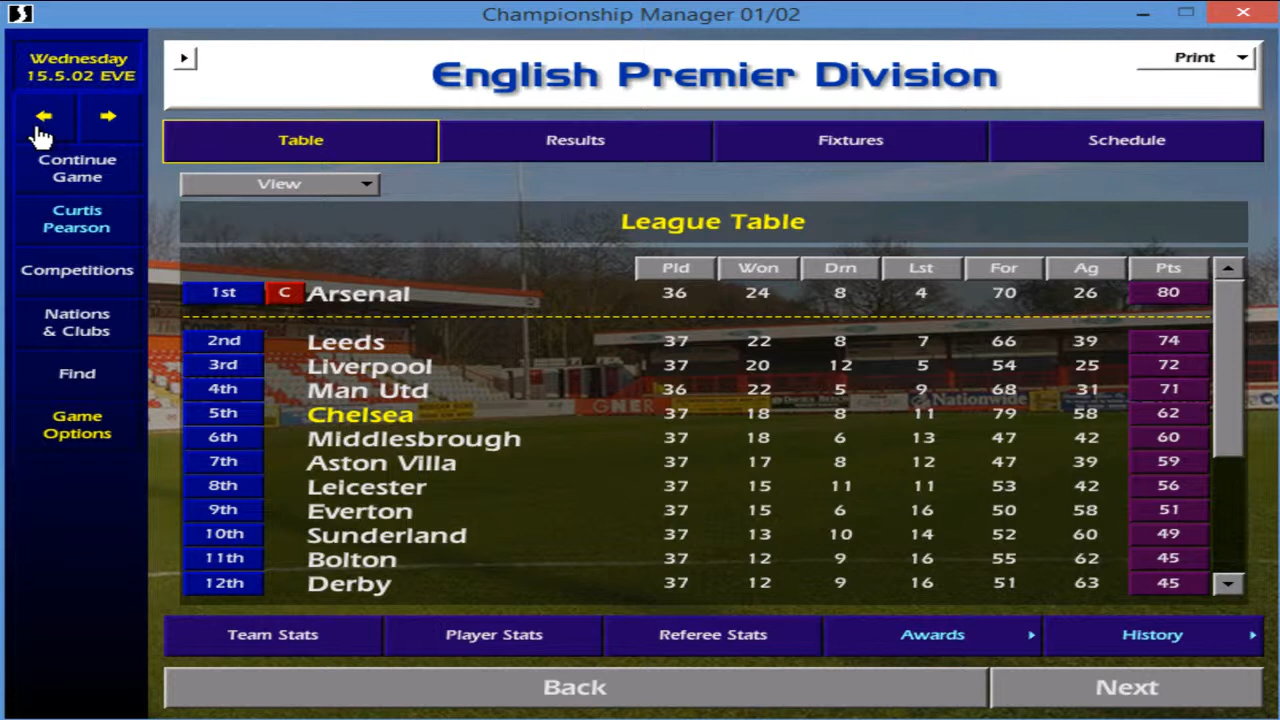 Championship Manager 01/02
Wednesday
15.5.02 EVE
Continue
Game
Curtis
Pearson
Competitions
Nations
& Clubs
Find
Game
Options
English Premier Division
Print
Table Results Fixtures Schedule
View
League Table
Pld Won Drn Lst For Ag Pts
1st C Arsenal 36 24 8 4 70 26 80
2nd Leeds 37 22 8 7 66 39 74
3rd Liverpool 37 20 12 5 54 25 72
4th Man Utd 36 22 5 9 68 31 71
5th Chelsea 37 18 8 11 79 58 62
6th Middlesbrough 37 18 6 13 47 42 60
7th Aston Villa 37 17 8 12 47 39 59
8th Leicester 37 15 11 11 53 42 56
9th Everton 37 15 6 16 50 58 51
10th Sunderland 37 13 10 14 52 60 49
11th Bolton 37 12 9 16 55 62 45
12th Derby 37 12 9 16 51 63 45
GNER
Nationwide
Team Stats Player Stats Referee Stats Awards History
Back Next